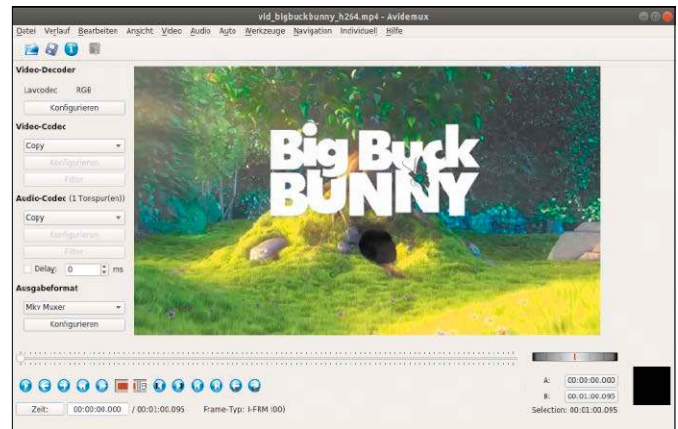 vid_bigbuckbunny_h264.mp4 - Avidemux
Datei Verlauf Bearbeiten Ansicht Video Audio Auto Werkzeuge Navigation Individuell Hilfe
Video-Decoder
Lavcodec RGB
Konfigurieren
Video-Codec
Copy
Konfigurieren
Filter
Audio-Codec (1 Tonspur(en))
Copy
Konfigurieren
Filter
Delay: 0 ms
Ausgabeformat
Mkv Muxer
Konfigurieren
Big Buck
BUNNY
A: 00:00:00.000
B: 00:01:00.095
Zeit: 00:00:00.000 / 00:01:00.095 Frame-Typ: I-FRM (00)
Selection: 00:01:00.095